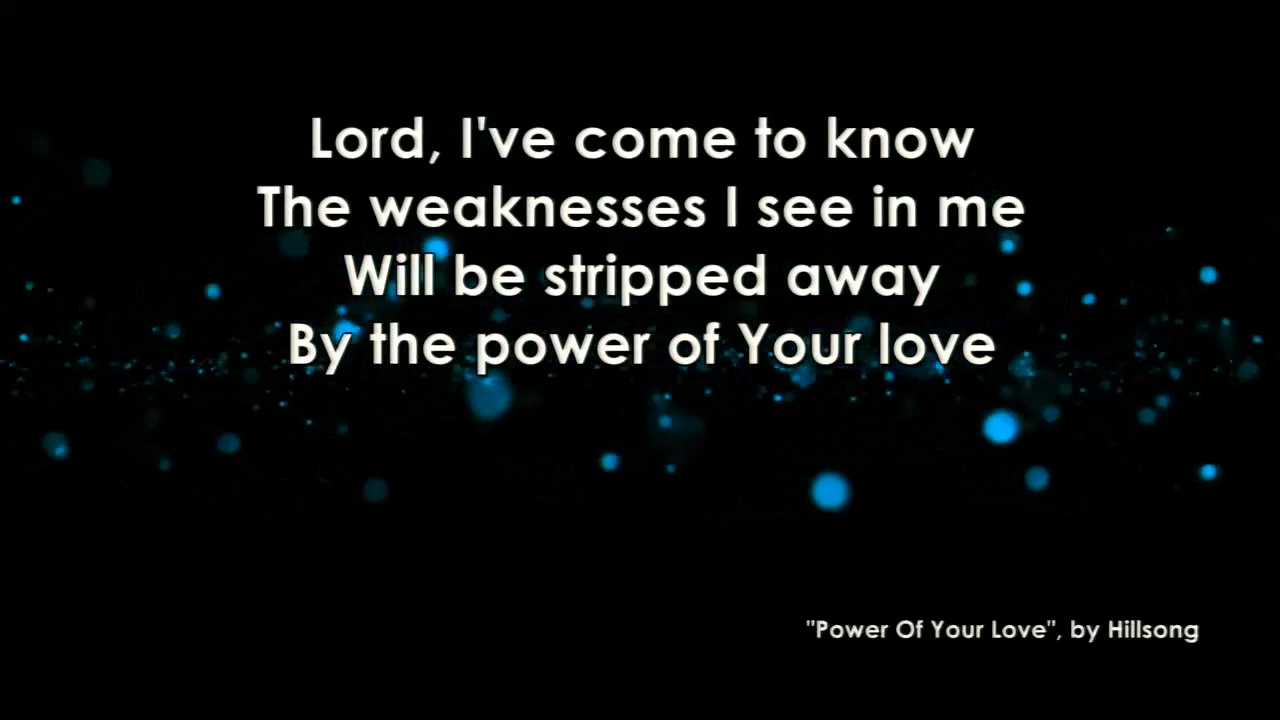 Lord, I've come to know
The weaknesses I see in me
Will be stripped away
By the power of Your love
"Power Of Your Love", by Hillsong